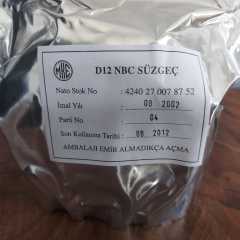 D12 NBC SÜZGEÇ
Nato Stok No : 4240 27 007 87 52
İmal Yılı : 08 2002
Parti No : 04
Son Kullanma Tarihi : 08 2012
AMBALAJI EMİR ALMADIKÇA AÇMA